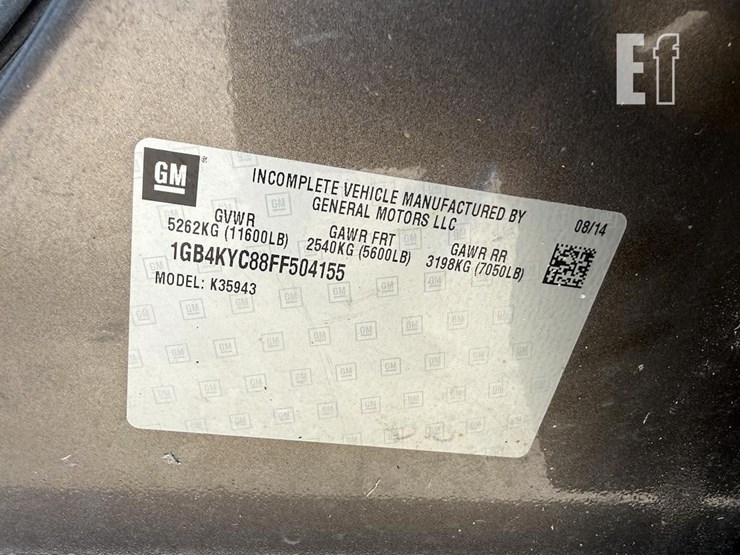 Ef
GM
INCOMPLETE VEHICLE MANUFACTURED BY
GENERAL MOTORS LLC
08/14
GVWR GAWR FRT GAWR RR
5262KG (11600LB) 2540KG (5600LB) 3198KG (7050LB)
1GB4KYC88FF504155
MODEL: K35943